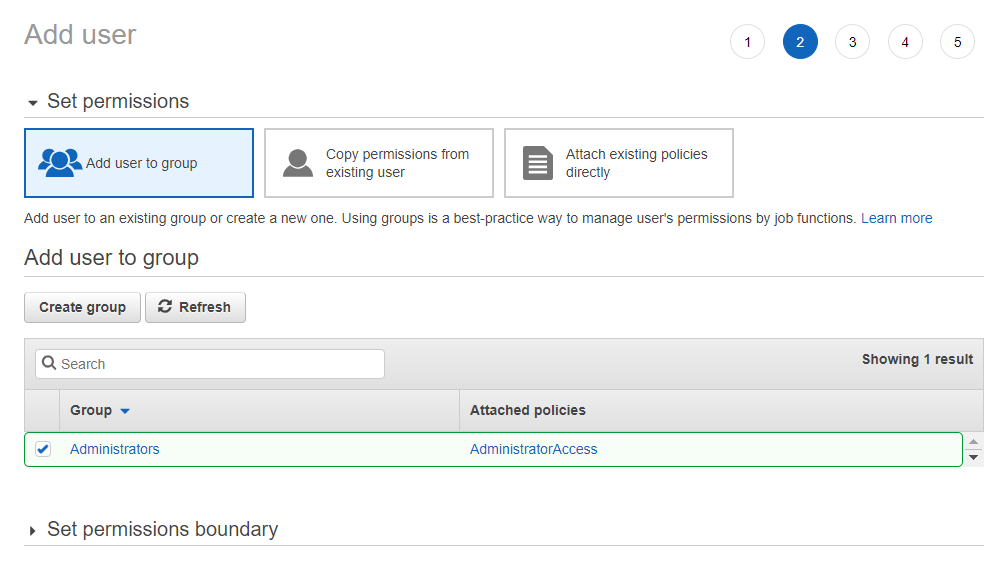 Add user
1 2 3 4 5
Set permissions
Add user to group
Copy permissions from
existing user
Attach existing policies
directly
Add user to an existing group or create a new one. Using groups is a best-practice way to manage user's permissions by job functions. Learn more
Add user to group
Create group Refresh
Search Showing 1 result
Group Attached policies
Administrators AdministratorAccess
Set permissions boundary